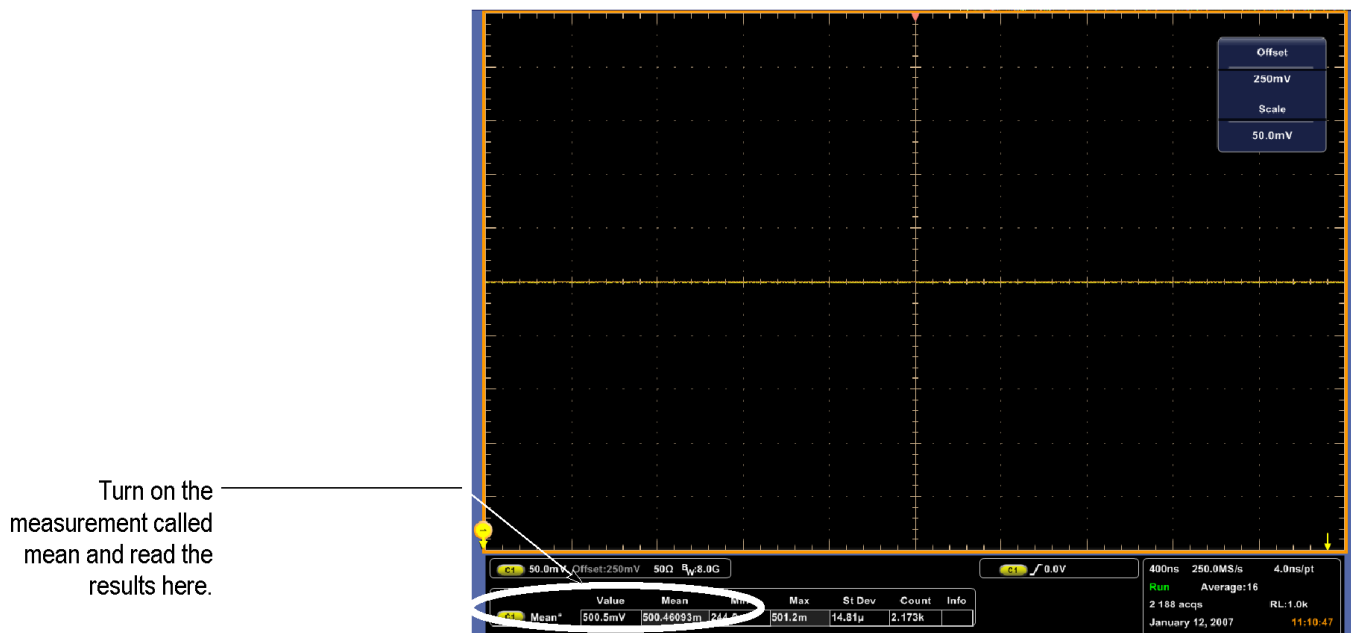 Offset
250mV
Scale
50.0mV
Turn on the
measurement called
mean and read the
results here.
C1 50.0mV Offset:250mV 50Ω BW:8.0G
C1 0.0V
400ns 250.0MS/s 4.0ns/pt
Run Average:16
2 188 acqs RL:1.0k
January 12, 2007 11:10:47
Value Mean Max St Dev Count Info
C1 Mean* 500.5mV 500.46093m 501.2m 14.81µ 2.173k